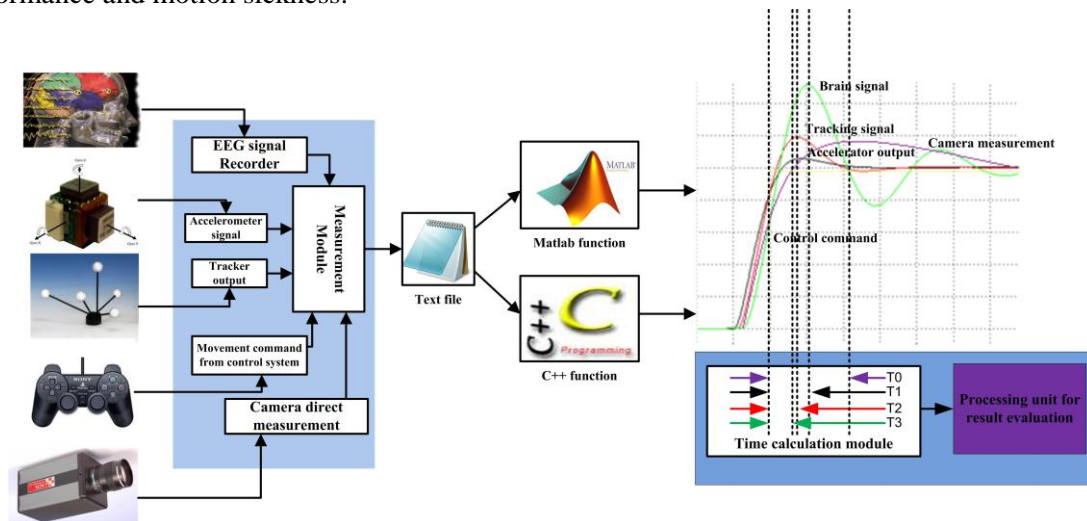 ormance and motion sickness.
EEG signal
Recorder
Accelerometer
signal
Tracker
output
Movement command
from control system
Camera direct
measurement
Measurement
Module
Text file
MATLAB
Matlab function
C++
C
Programming
C++ function
Brain signal
Tracking signal
Accelerator output
Camera measurement
Control command
T0
T1
T2
T3
Time calculation module
Processing unit for
result evaluation
SONY